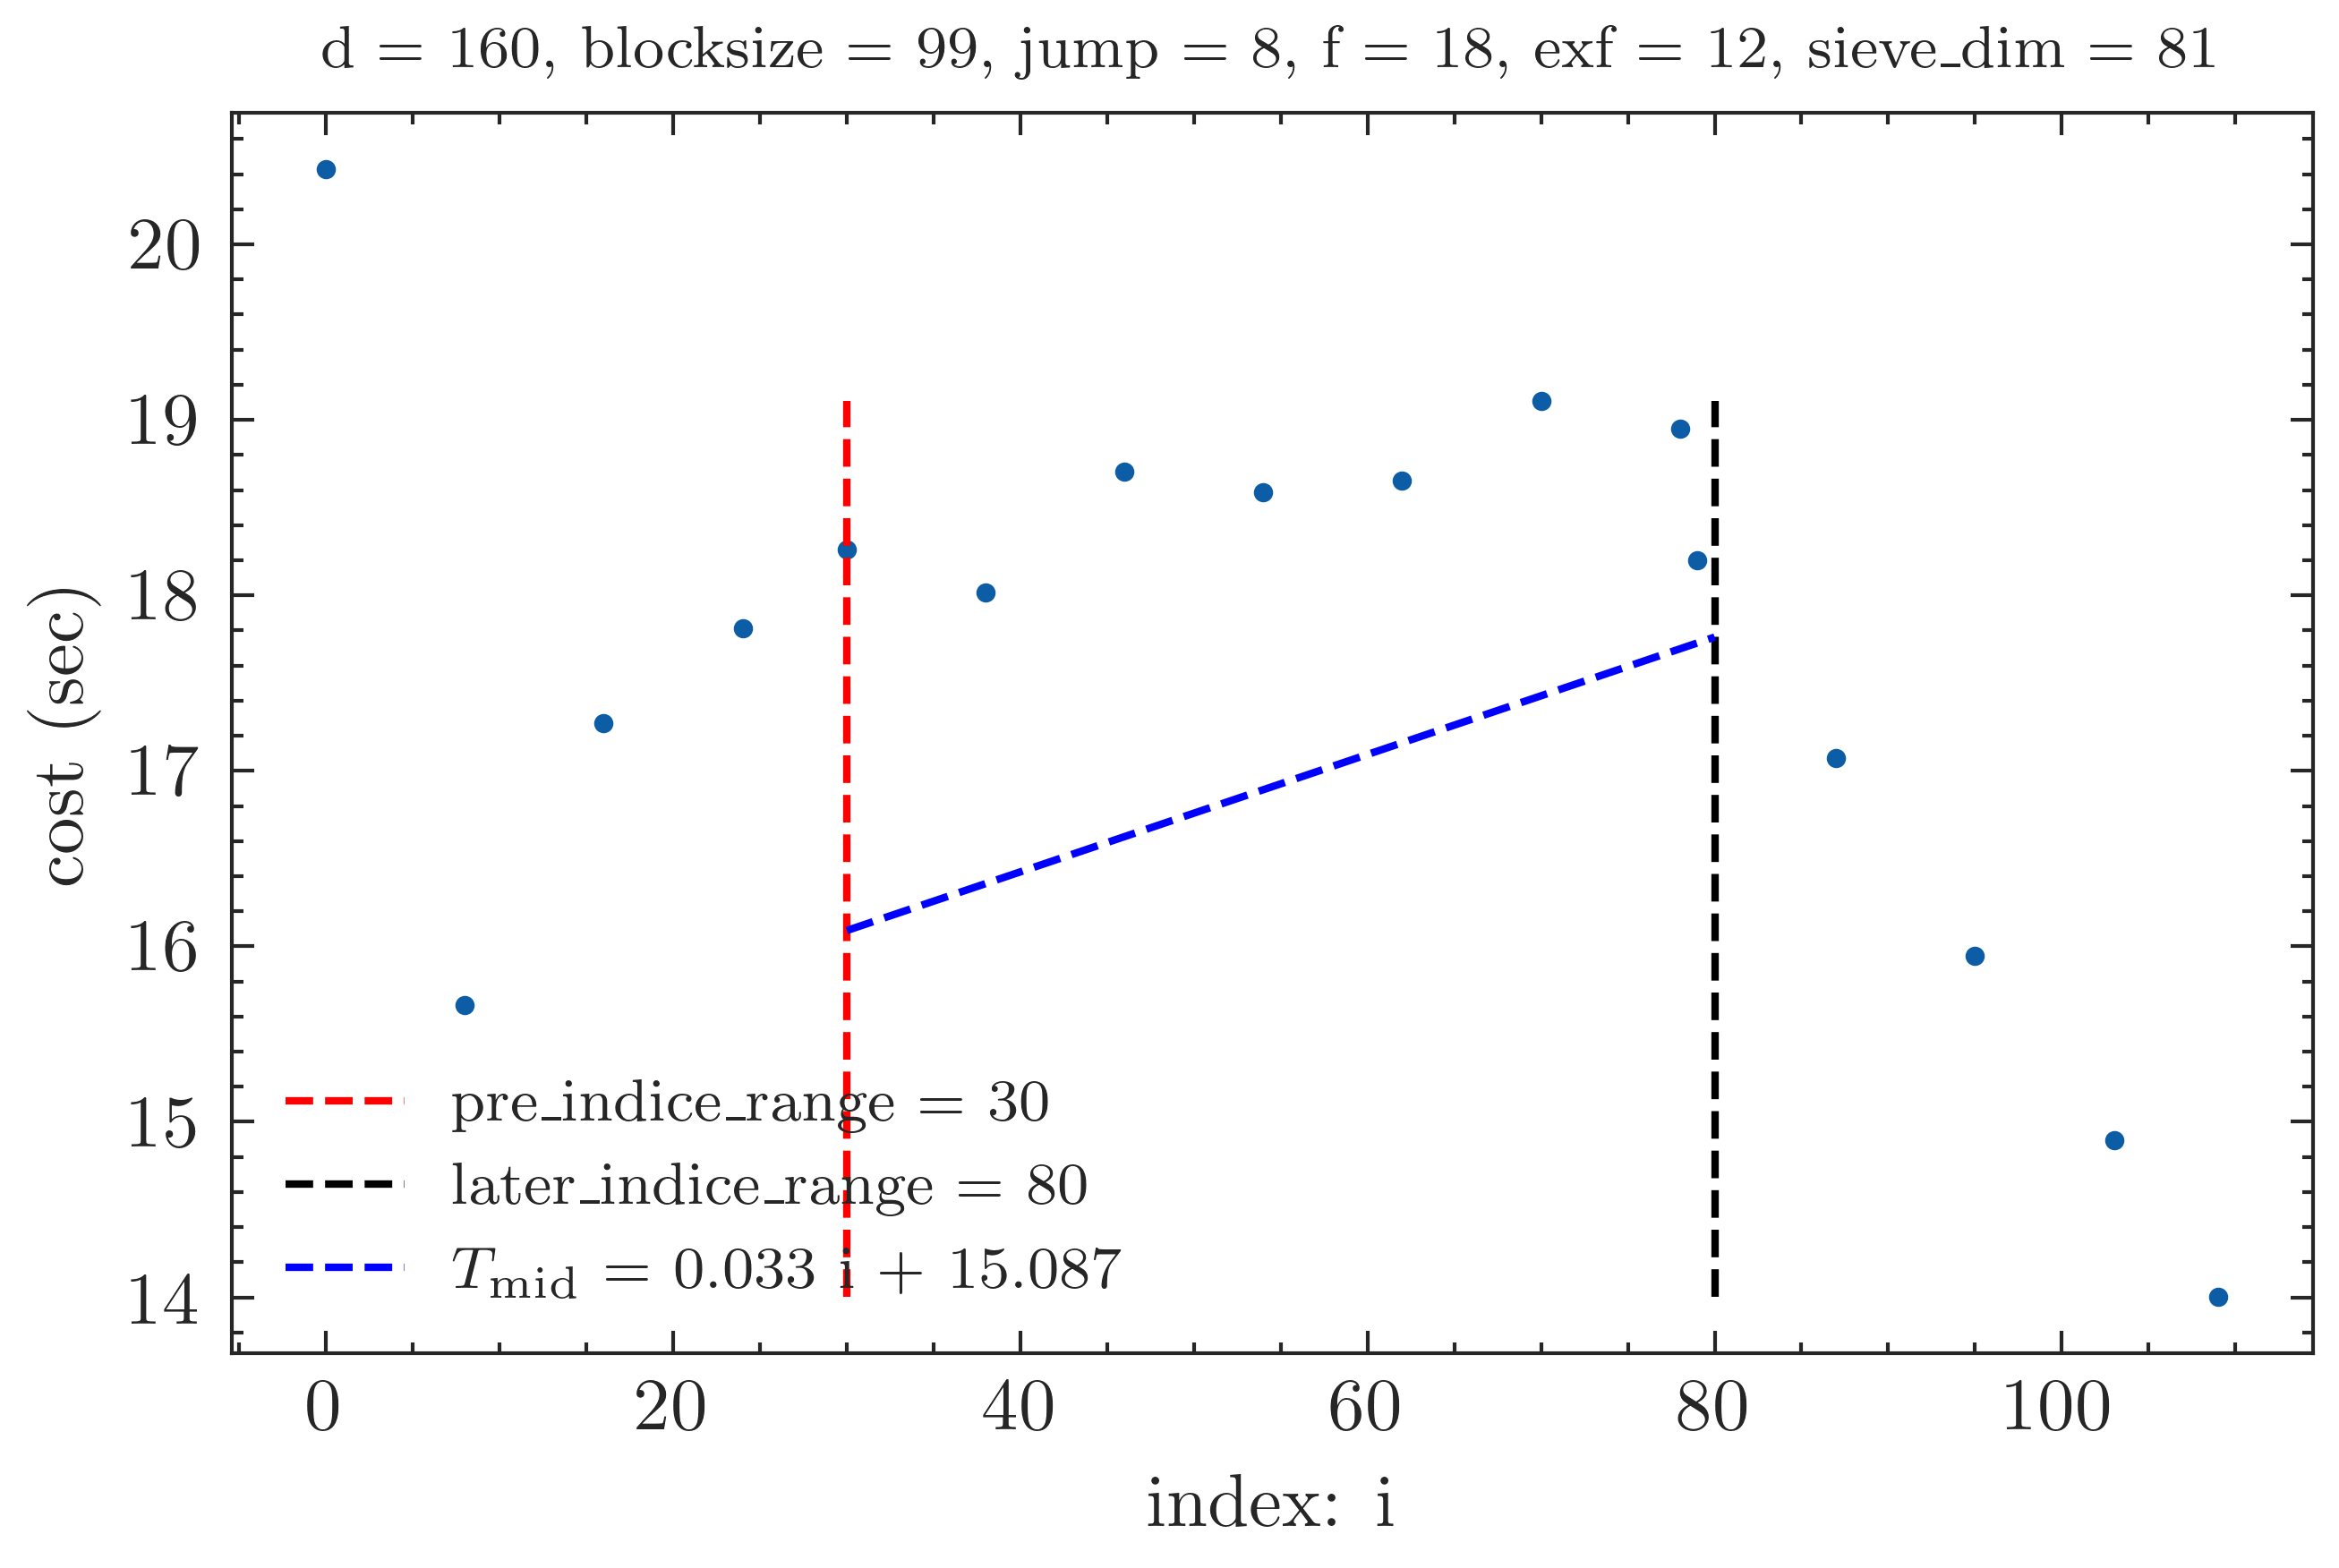 d = 160, blocksize = 99, jump = 8, f = 18, exf = 12, sieve_dim = 81
cost (sec)
20
19
18
17
16
15
14
pre_indice_range = 30
later_indice_range = 80
T_mid = 0.033 i + 15.087
0 20 40 60 80 100
index: i